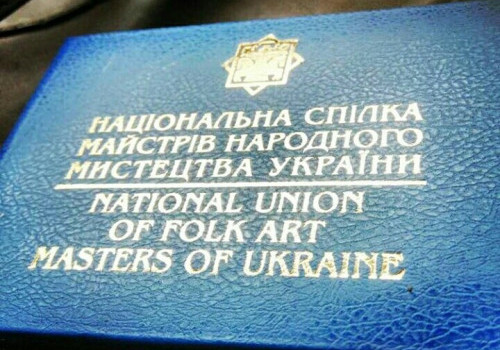 НАЦІОНАЛЬНА СПІЛКА
МАЙСТРІВ НАРОДНОГО
МИСТЕЦТВА УКРАЇНИ
NATIONAL UNION
OF FOLK ART
MASTERS OF UKRAINE